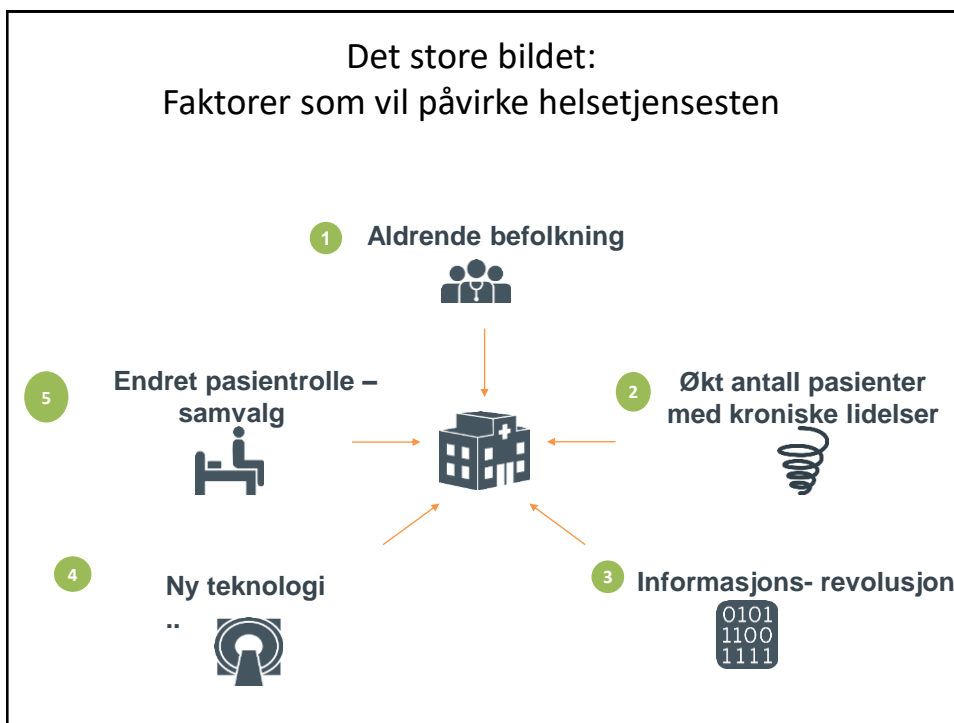 Det store bildet:
Faktorer som vil påvirke helsetjensesten
1 Aldrende befolkning
5 Endret pasientrolle –
samvalg
2 Økt antall pasienter
med kroniske lidelser
4 Ny teknologi
..
3 Informasjons- revolusjon
0101
1100
1111